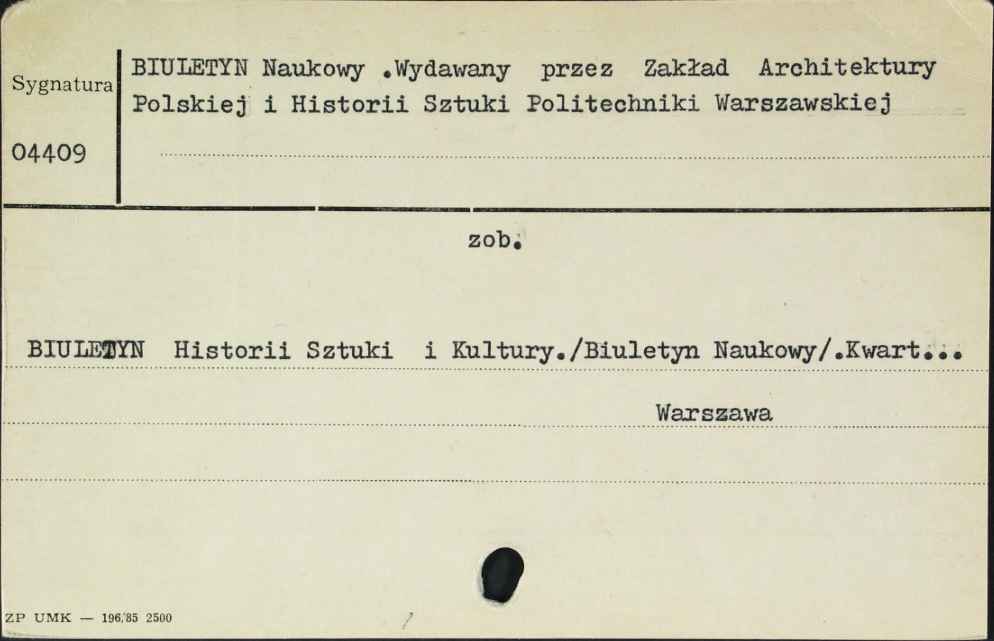 Sygnatura
04409
BIULETYN Naukowy .Wydawany przez Zakład Architektury
Polskiej i Historii Sztuki Politechniki Warszawskiej
zob.
BIULETYN Historii Sztuki i Kultury./Biuletyn Naukowy/.Kwart...
Warszawa
ZP UMK — 196/85 2500